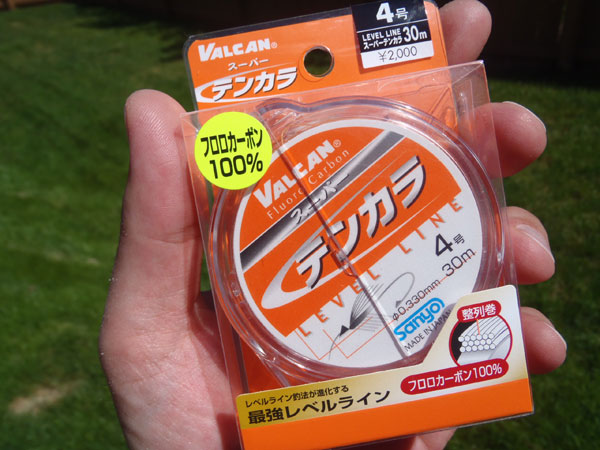 VALCAN®
スーパー
テンカラ
4号
LEVEL LINE
スーパーテンカラ 30m
¥2,000
フロロカーボン
100%
VALCAN®
Fluoro Carbon
スーパー
テンカラ
LEVEL LINE
4号
φ0.330mm 30m
Sanyo
MADE IN JAPAN
整列巻
フロロカーボン100%
レベルライン釣法が進化する
最強レベルライン